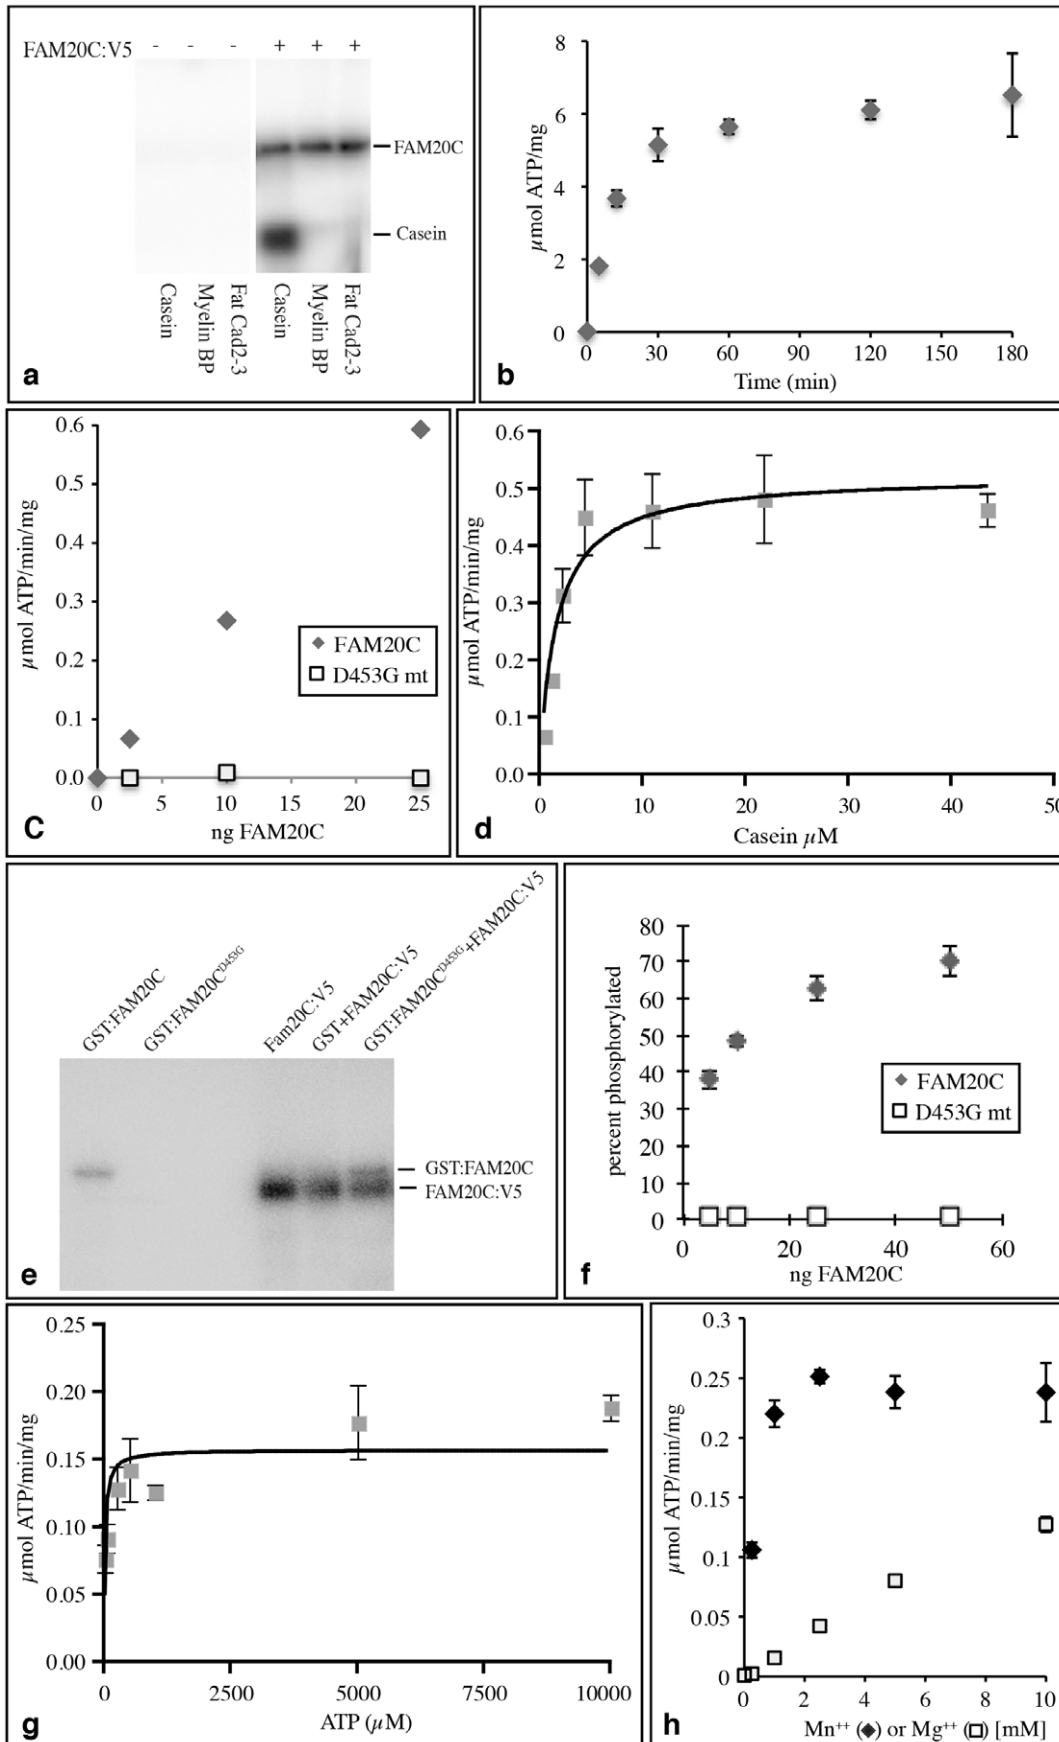 FAM20C:V5 - - - + + +
FAM20C
Casein
Casein
Myelin BP
Fat Cad2-3
Casein
Myelin BP
Fat Cad2-3
a
μmol ATP/mg
8
6
4
2
0
0 30 60 90 120 150 180
Time (min)
b
μmol ATP/min/mg
0.6
0.5
0.4
0.3
0.2
0.1
0.0
FAM20C
D453G mt
0 5 10 15 20 25
ng FAM20C
C
μmol ATP/min/mg
0.6
0.5
0.4
0.3
0.2
0.1
0.0
0 10 20 30 40 50
Casein μM
d
GST:FAM20C
GST:FAM20C^D453G
Fam20C:V5
GST+FAM20C:V5
GST:FAM20C^D453G+FAM20C:V5
GST:FAM20C
FAM20C:V5
e
percent phosphorylated
80
70
60
50
40
30
20
10
0
FAM20C
D453G mt
0 20 40 60
ng FAM20C
f
μmol ATP/min/mg
0.25
0.20
0.15
0.10
0.05
0.00
0 2500 5000 7500 10000
ATP (μM)
g
μmol ATP/min/mg
0.3
0.25
0.2
0.15
0.1
0.05
0
0 2 4 6 8 10
Mn⁺⁺ (◆) or Mg⁺⁺ (□) [mM]
h